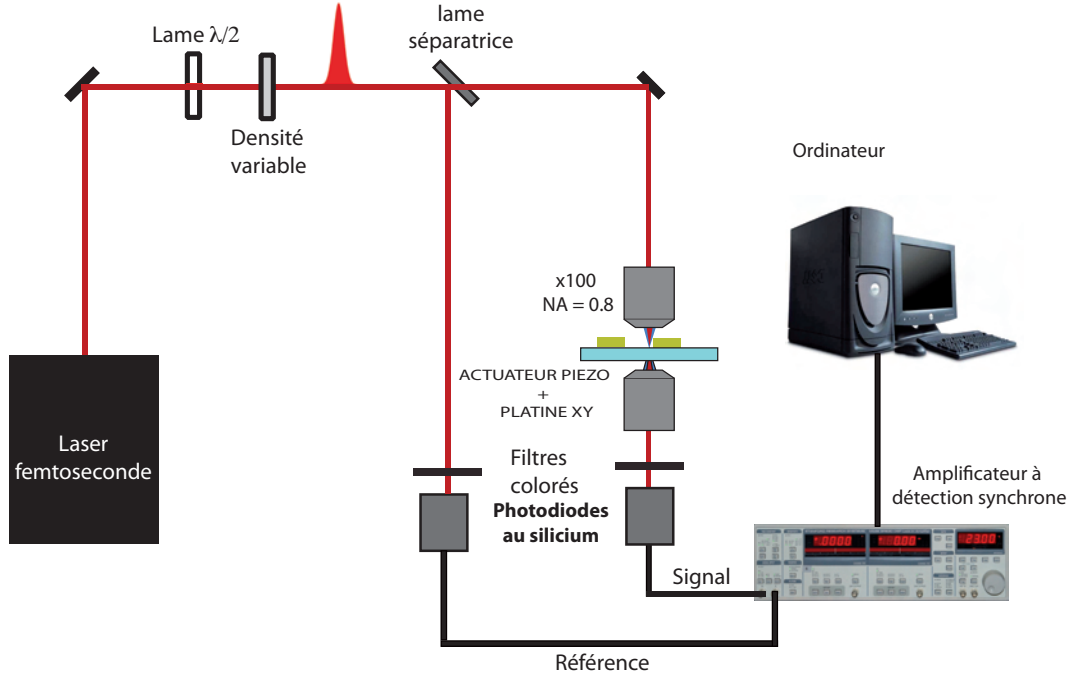 Lame λ/2
lame
séparatrice
Densité
variable
Ordinateur
x100
NA = 0.8
ACTUATEUR PIEZO
+
PLATINE XY
Laser
femtoseconde
Filtres
colorés
Photodiodes
au silicium
Amplificateur à
détection synchrone
Signal
Référence